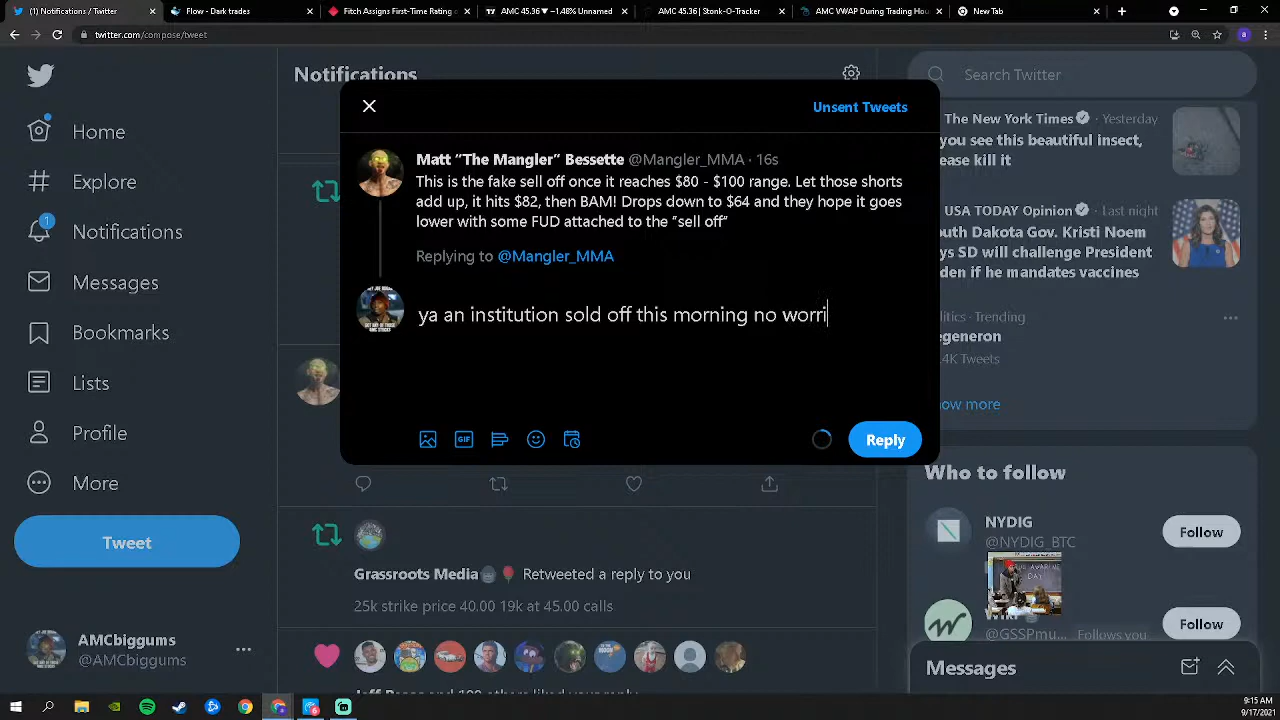 (1) Notifications / Twitter
Flow - Dark trades
Fitch Assigns First-Time Rating c
AMC 45.36 ▼ −1.48% Unnamed
AMC 45.36 | Stonk-O-Tracker
AMC VWAP During Trading Hou
New Tab
twitter.com/compose/tweet
Notifications
Search Twitter
Unsent Tweets
Home
Explore
1
Notifications
Messages
Bookmarks
Lists
Profile
More
Tweet
AMCbiggums
@AMCbiggums
Matt "The Mangler" Bessette @Mangler_MMA · 16s
This is the fake sell off once it reaches $80 - $100 range. Let those shorts
add up, it hits $82, then BAM! Drops down to $64 and they hope it goes
lower with some FUD attached to the "sell off"
Replying to @Mangler_MMA
ya an institution sold off this morning no worri
GIF
Reply
Grassroots Media Retweeted a reply to you
25k strike price 40.00 19k at 45.00 calls
The New York Times · Yesterday
you see this beautiful insect,
ease kill it
USA TODAY Opinion · Last night
outh Dakota Gov. Kristi Noem
den if he mandates vaccines
litics · Trending
egeneron
.4K Tweets
ow more
Who to follow
NYDIG
@NYDIG_BTC
Follow
@GSSPmu... Follows you
Follow
Messages
9:15 AM
9/17/2021